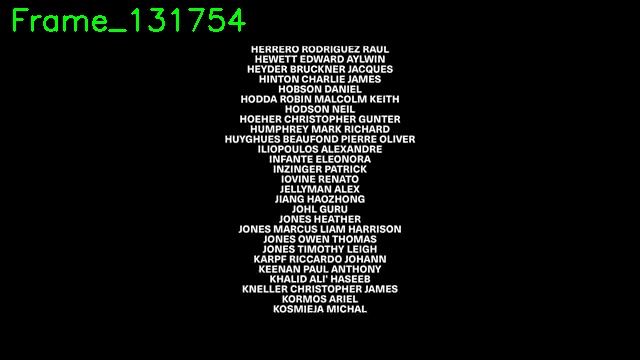 Frame_131754
HERRERO RODRIGUEZ RAUL
HEWETT EDWARD AYLWIN
HEYDER BRUCKNER JACQUES
HINTON CHARLIE JAMES
HOBSON DANIEL
HODDA ROBIN MALCOLM KEITH
HODSON NEIL
HOEHER CHRISTOPHER GUNTER
HUMPHREY MARK RICHARD
HUYGHUES BEAUFOND PIERRE OLIVER
ILIOPOULOS ALEXANDRE
INFANTE ELEONORA
INZINGER PATRICK
IOVINE RENATO
JELLYMAN ALEX
JIANG HAOZHONG
JOHL GURU
JONES HEATHER
JONES MARCUS LIAM HARRISON
JONES OWEN THOMAS
JONES TIMOTHY LEIGH
KARPF RICCARDO JOHANN
KEENAN PAUL ANTHONY
KHALID ALI' HASEEB
KNELLER CHRISTOPHER JAMES
KORMOS ARIEL
KOSMIEJA MICHAL